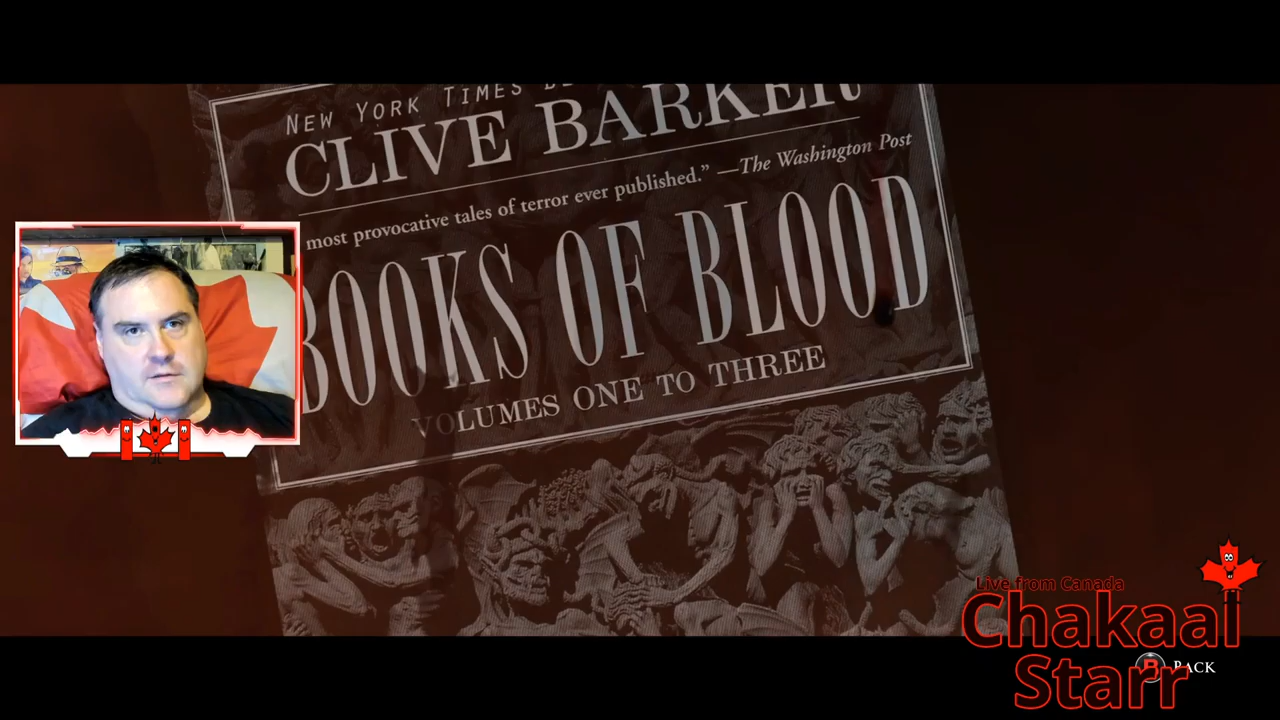 NEW YORK TIMES
CLIVE BARKER
most provocative tales of terror ever published." —The Washington Post
BOOKS OF BLOOD
VOLUMES ONE TO THREE
Live from Canada
Chakaal
Starr
B BACK